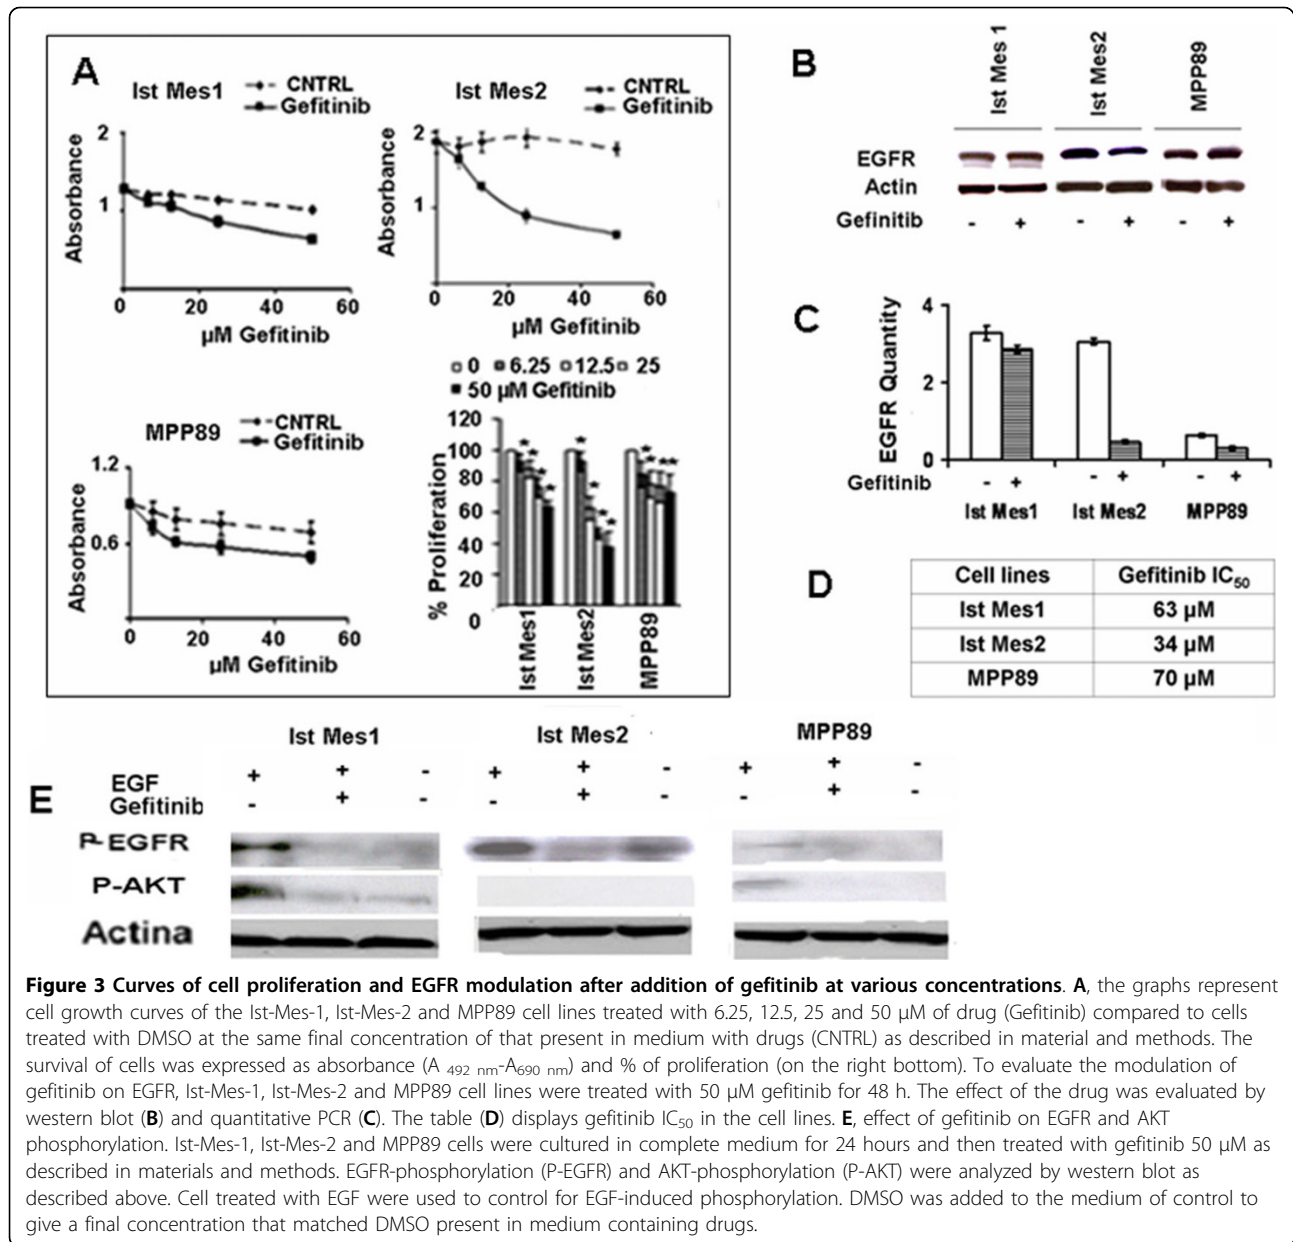 A
Ist Mes1
CNTRL
Gefitinib
Absorbance
2
1
0 20 40 60
µM Gefitinib
Ist Mes2
CNTRL
Gefitinib
Absorbance
2
1
0 20 40 60
µM Gefitinib
MPP89
CNTRL
Gefitinib
Absorbance
1.2
0.6
0 20 40 60
µM Gefitinib
0 6.25 12.5 25
50 µM Gefitinib
% Proliferation
120
100
80
60
40
20
0
Ist Mes1 Ist Mes2 MPP89
B
Ist Mes 1 Ist Mes2 MPP89
EGFR
Actin
Gefinitib - + - + - +
C
EGFR Quantity
4
2
0
Gefitinib - + - + - +
Ist Mes1 Ist Mes2 MPP89
D
Cell lines Gefitinib IC50
Ist Mes1 63 µM
Ist Mes2 34 µM
MPP89 70 µM
E
Ist Mes1 Ist Mes2 MPP89
EGF + + - + + - + + -
Gefitinib - + - - + - - + -
P-EGFR
P-AKT
Actina
Figure 3 Curves of cell proliferation and EGFR modulation after addition of gefitinib at various concentrations. A, the graphs represent
cell growth curves of the Ist-Mes-1, Ist-Mes-2 and MPP89 cell lines treated with 6.25, 12.5, 25 and 50 µM of drug (Gefitinib) compared to cells
treated with DMSO at the same final concentration of that present in medium with drugs (CNTRL) as described in material and methods. The
survival of cells was expressed as absorbance (A 492 nm-A690 nm) and % of proliferation (on the right bottom). To evaluate the modulation of
gefitinib on EGFR, Ist-Mes-1, Ist-Mes-2 and MPP89 cell lines were treated with 50 µM gefitinib for 48 h. The effect of the drug was evaluated by
western blot (B) and quantitative PCR (C). The table (D) displays gefitinib IC50 in the cell lines. E, effect of gefitinib on EGFR and AKT
phosphorylation. Ist-Mes-1, Ist-Mes-2 and MPP89 cells were cultured in complete medium for 24 hours and then treated with gefitinib 50 µM as
described in materials and methods. EGFR-phosphorylation (P-EGFR) and AKT-phosphorylation (P-AKT) were analyzed by western blot as
described above. Cell treated with EGF were used to control for EGF-induced phosphorylation. DMSO was added to the medium of control to
give a final concentration that matched DMSO present in medium containing drugs.